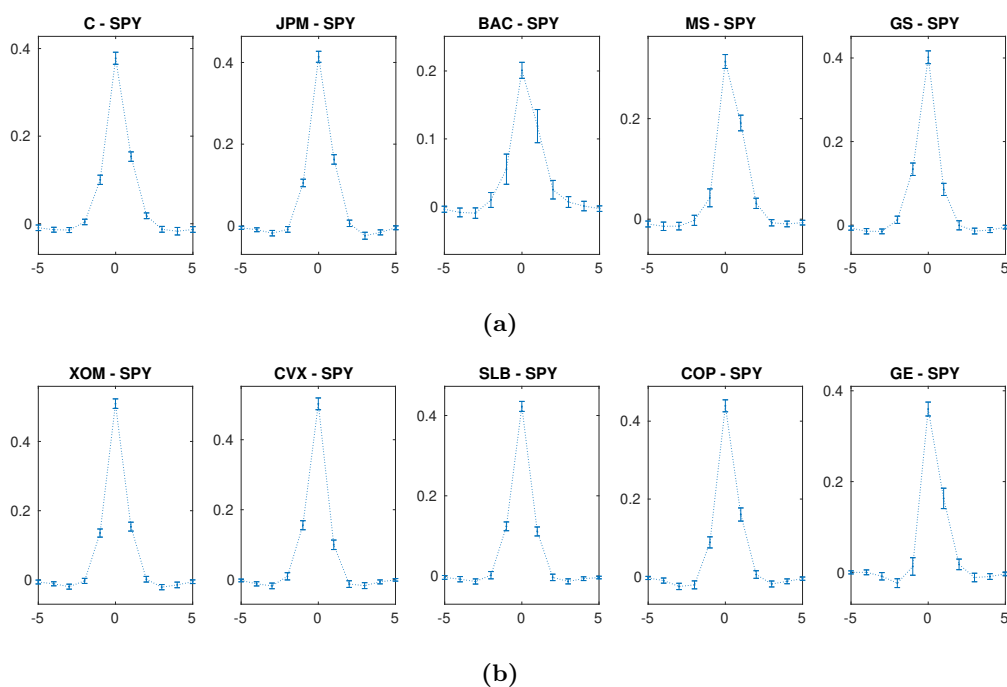 C - SPY JPM - SPY BAC - SPY MS - SPY GS - SPY
0.4 0.4 0.2 0.2 0.4
0.2 0.2 0.1 0.2
0 0 0 0 0
-5 0 5 -5 0 5 -5 0 5 -5 0 5 -5 0 5
(a)
XOM - SPY CVX - SPY SLB - SPY COP - SPY GE - SPY
0.4 0.4 0.4 0.4 0.4
0.2 0.2 0.2 0.2 0.2
0 0 0 0 0
-5 0 5 -5 0 5 -5 0 5 -5 0 5 -5 0 5
(b)